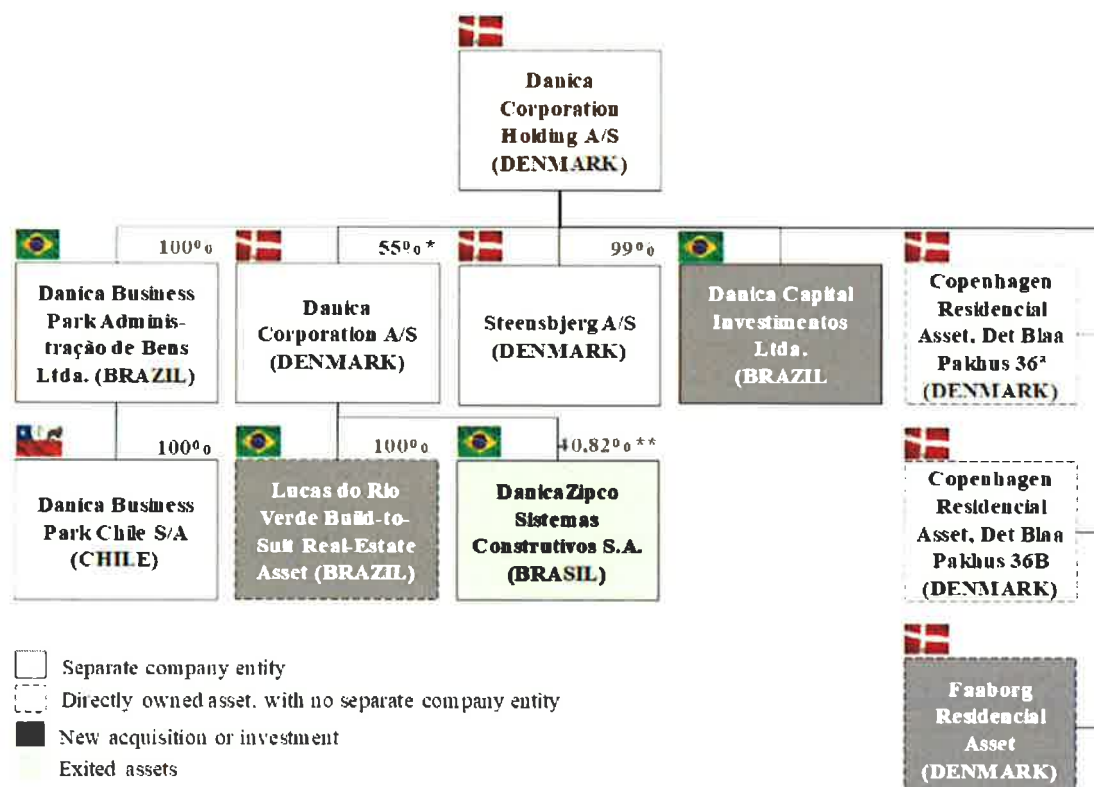 Danica
Corporation
Holding A/S
(DENMARK)
100%
55% *
99%
Danica Business
Park Adminis-
tração de Bens
Ltda. (BRAZIL)
Danica
Corporation A/S
(DENMARK)
Steensbjerg A/S
(DENMARK)
Danica Capital
Investimentos
Ltda.
(BRAZIL
Copenhagen
Residencial
Asset, Det Blaa
Pakhus 36ª
(DENMARK)
100%
100%
40.82% **
Danica Business
Park Chile S/A
(CHILE)
Lucas do Rio
Verde Build-to-
Suit Real-Estate
Asset (BRAZIL)
Danica Zipco
Sistemas
Construtivos S.A.
(BRASIL)
Copenhagen
Residencial
Asset, Det Blaa
Pakhus 36B
(DENMARK)
Faaborg
Residencial
Asset
(DENMARK)
Separate company entity
Directly owned asset, with no separate company entity
New acquisition or investment
Exited assets